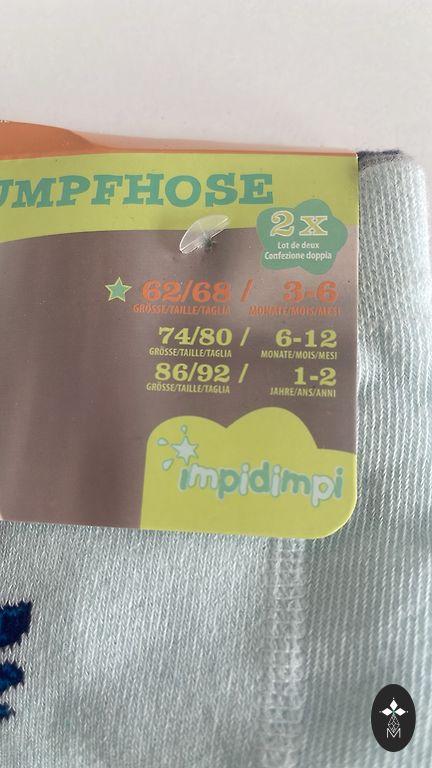 UMPFHOSE
2x
Lot de deux
Confezione doppia
62/68 / 3-6
GRÖSSE/TAILLE/TAGLIA MONATE/MOIS/MESI
74/80 / 6-12
GRÖSSE/TAILLE/TAGLIA MONATE/MOIS/MESI
86/92 / 1-2
GRÖSSE/TAILLE/TAGLIA JAHRE/ANS/ANNI
impidimpi
M